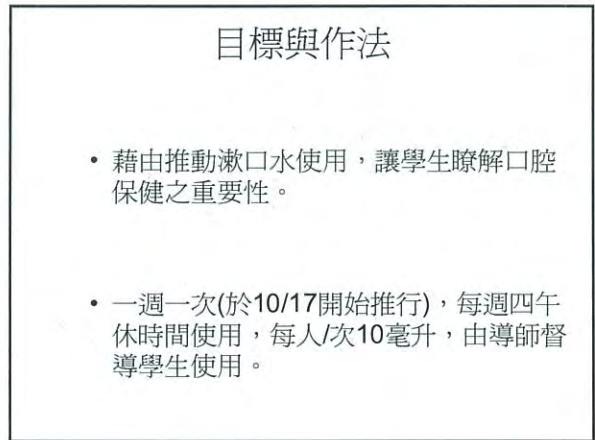 目標與作法
• 藉由推動漱口水使用，讓學生瞭解口腔
保健之重要性。
• 一週一次(於10/17開始推行)，每週四午
休時間使用，每人/次10毫升，由導師督
導學生使用。